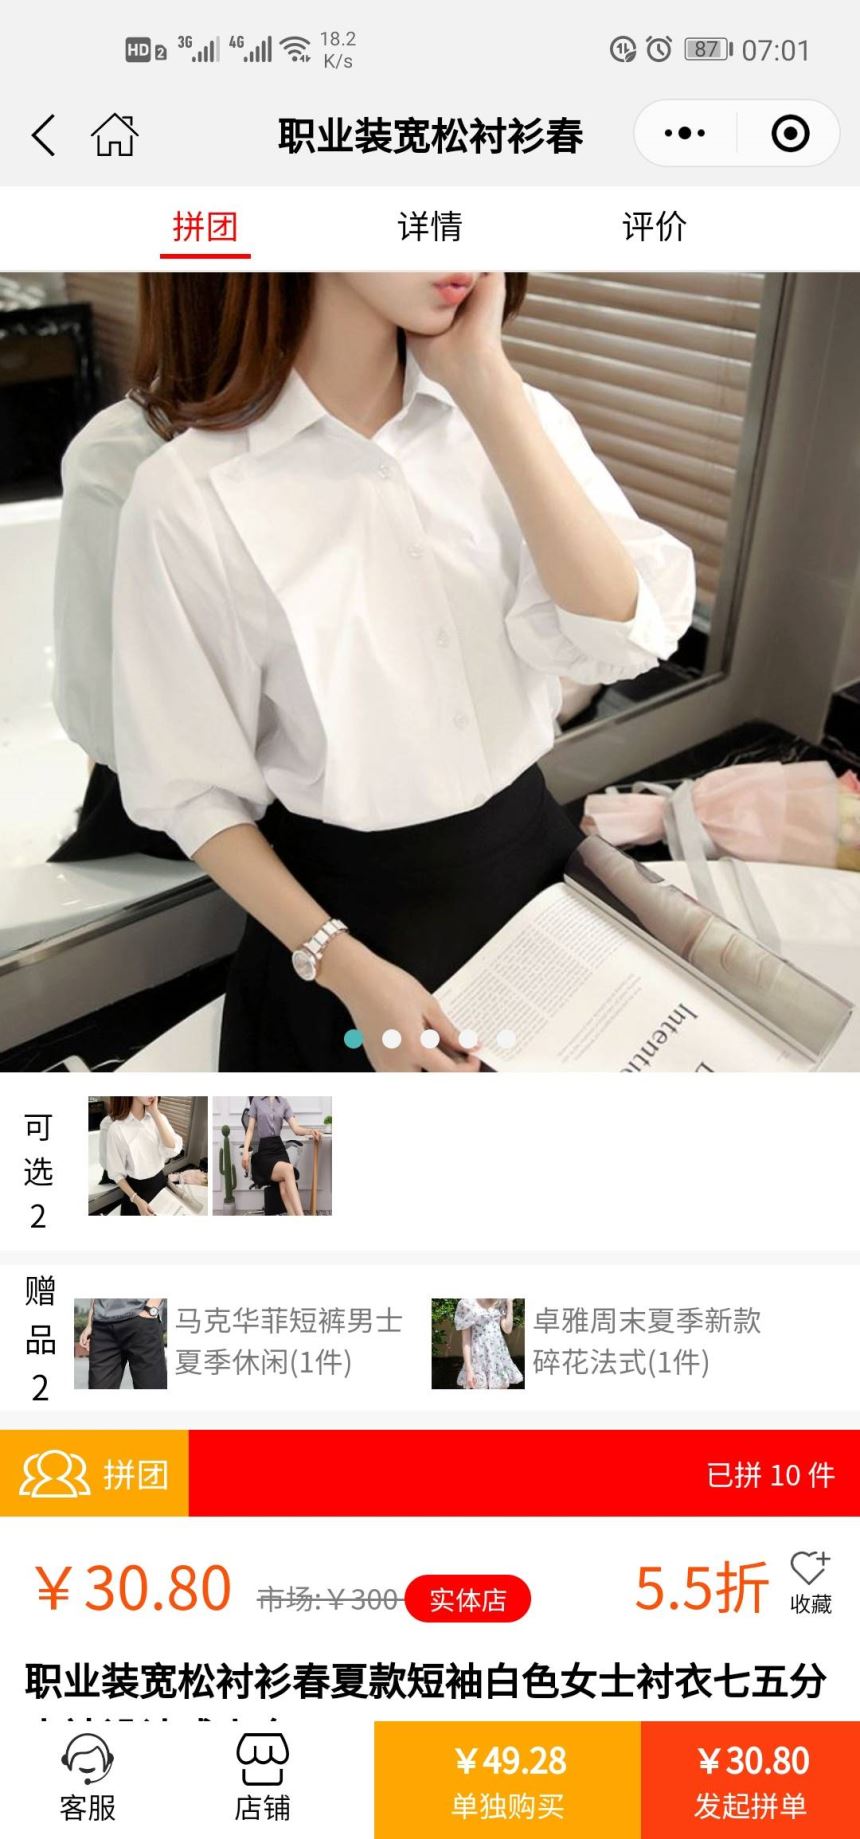 HD 2 3G 4G 18.2 K/s 87 07:01
职业装宽松衬衫春
拼团 详情 评价
Intenti
可选2
赠品2
马克华菲短裤男士
夏季休闲(1件)
卓雅周末夏季新款
碎花法式(1件)
拼团 已拼 10 件
￥30.80 市场:￥300 实体店 5.5折 收藏
职业装宽松衬衫春夏款短袖白色女士衬衣七五分
客服 店铺
￥49.28 单独购买
￥30.80 发起拼单